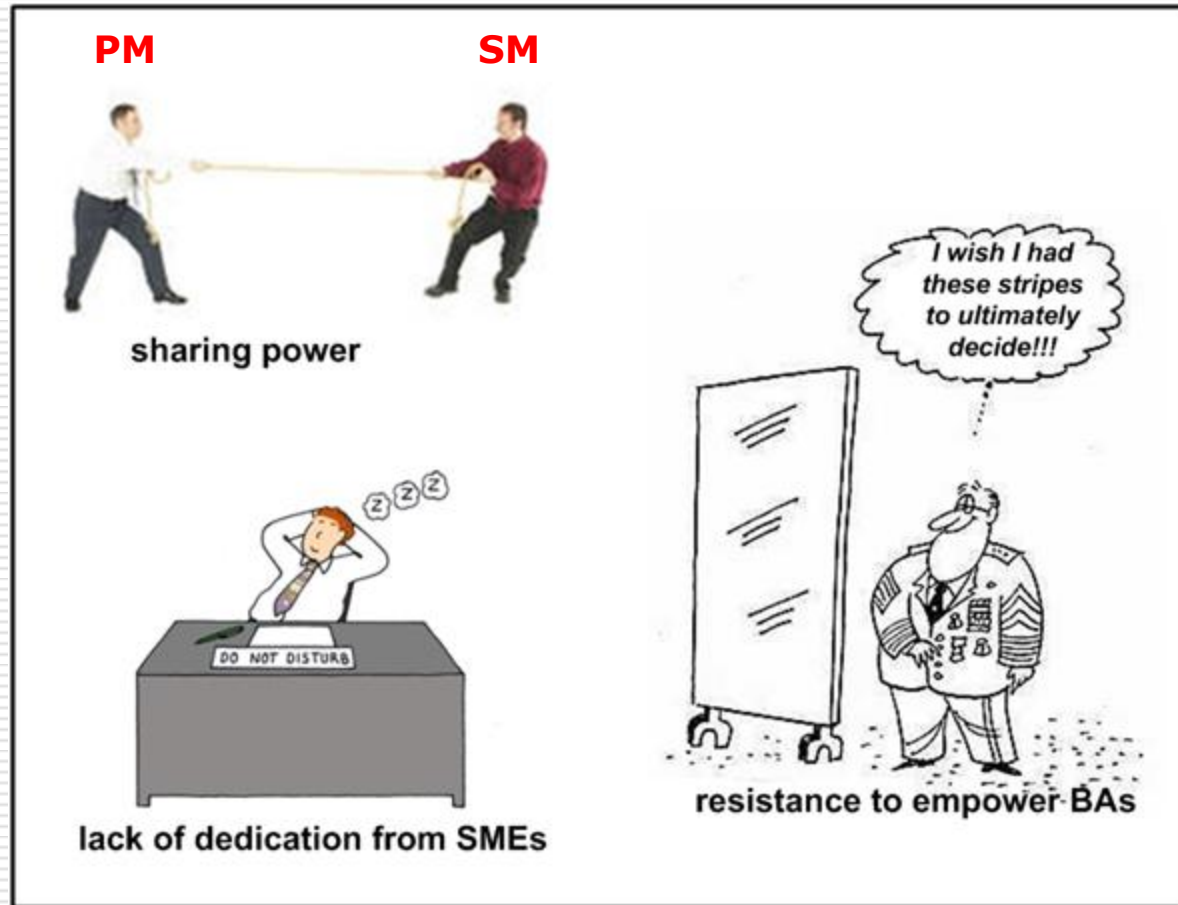 PM
SM
sharing power
I wish I had
these stripes
to ultimately
decide!!!
z z z
DO NOT DISTURB
lack of dedication from SMEs
resistance to empower BAs